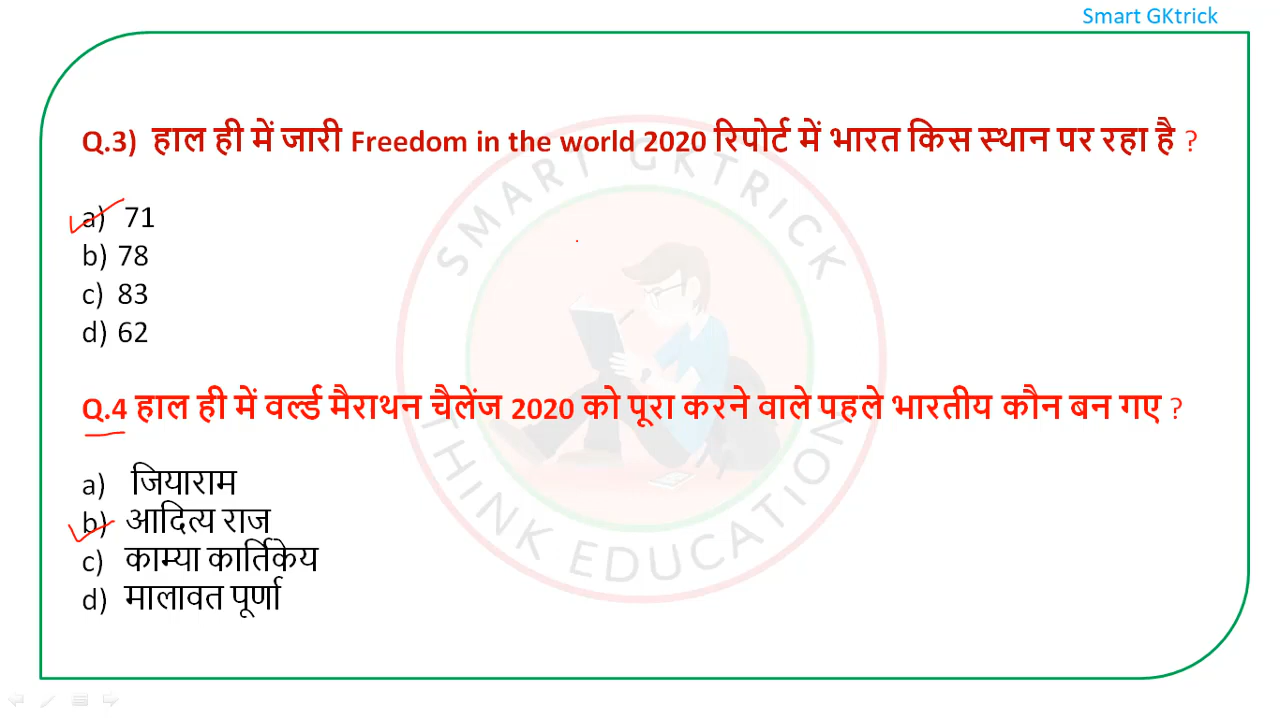 Smart GKtrick
Q.3) हाल ही में जारी Freedom in the world 2020 रिपोर्ट में भारत किस स्थान पर रहा है ?
a) 71
b) 78
c) 83
d) 62
Q.4 हाल ही में वर्ल्ड मैराथन चैलेंज 2020 को पूरा करने वाले पहले भारतीय कौन बन गए ?
a) जियाराम
b) आदित्य राज
c) काम्या कार्तिकेय
d) मालावत पूर्णा
SMART GKTRICK
THINK EDUCATION